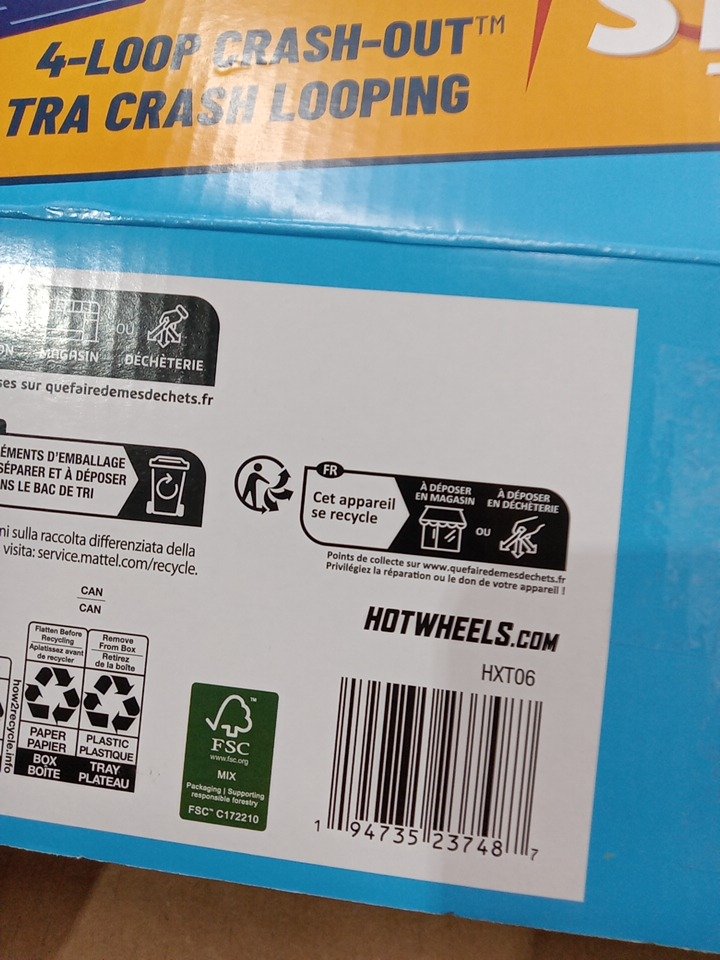 4-LOOP CRASH-OUT™
TRA CRASH LOOPING
OU
MAGASIN
DÉCHÈTERIE
sur quefairedemesdechets.fr
ÉMENTS D'EMBALLAGE
SÉPARER ET À DÉPOSER
NS LE BAC DE TRI
FR
Cet appareil
se recycle
À DÉPOSER
EN MAGASIN
OU
À DÉPOSER
EN DÉCHÈTERIE
Points de collecte sur www.quefairedemesdechets.fr
Privilégiez la réparation ou le don de votre appareil !
ni sulla raccolta differenziata della
visita: service.mattel.com/recycle.
CAN
CAN
Flatten Before
Recycling
Aplatissez avant
de recycler
PAPER
PAPIER
BOX
BOÎTE
Remove
From Box
Retirez
de la boîte
PLASTIC
PLASTIQUE
TRAY
PLATEAU
how2recycle.info
FSC
www.fsc.org
MIX
Packaging | Supporting
responsible forestry
FSC™ C172210
HOTWHEELS.COM
HXT06
1 94735 23748 7